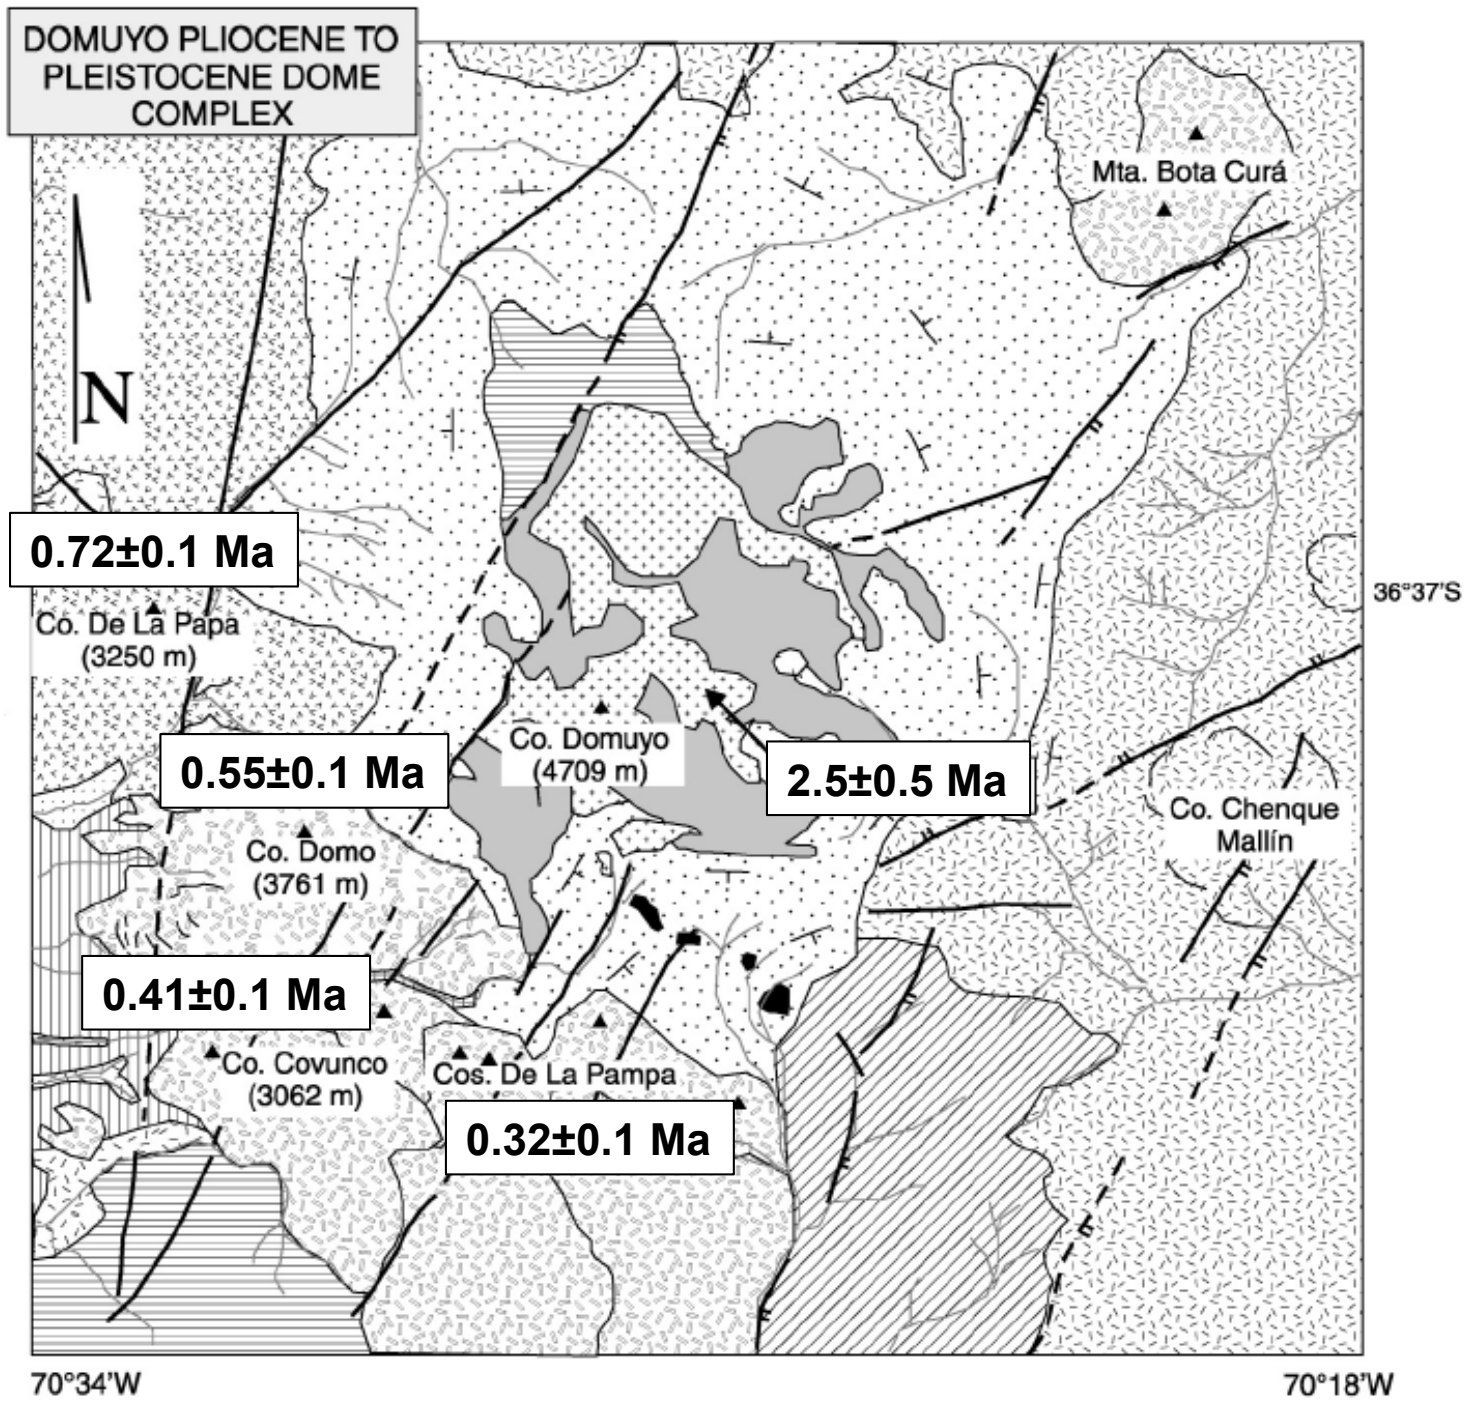 DOMUYO PLIOCENE TO
PLEISTOCENE DOME
COMPLEX
Mta. Bota Curá
N
0.72±0.1 Ma
36°37'S
Co. De La Papa
(3250 m)
Co. Domuyo
(4709 m)
0.55±0.1 Ma
2.5±0.5 Ma
Co. Chenque
Mallín
Co. Domo
(3761 m)
0.41±0.1 Ma
Co. Covunco
(3062 m)
Cos. De La Pampa
0.32±0.1 Ma
70°34'W
70°18'W